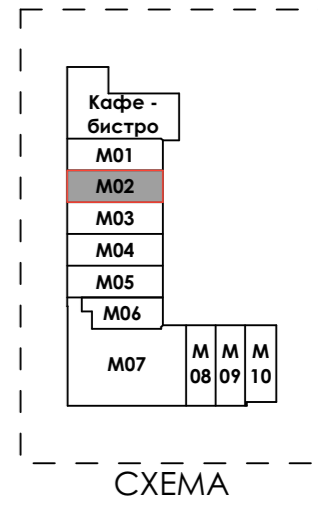 Кафе -
бистро
М01
М02
М03
М04
М05
М06
М07
М
08
М
09
М
10
СХЕМА